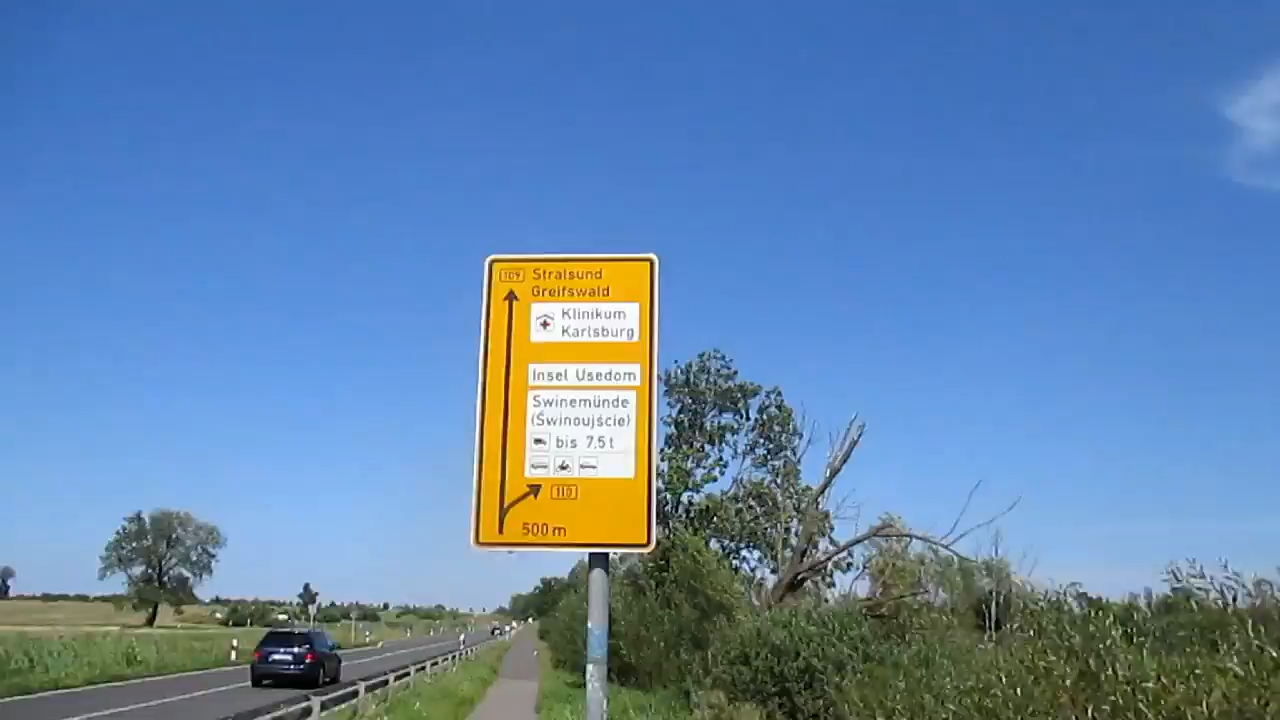 109 Stralsund
Greifswald
Klinikum
Karlsburg
Insel Usedom
Swinemünde
(Świnoujście)
bis 7,5 t
110
500 m